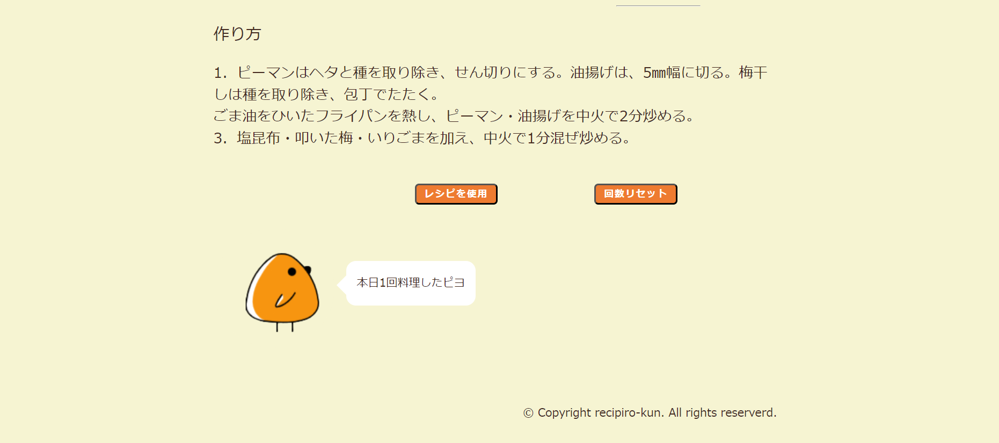 作り方
1. ピーマンはヘタと種を取り除き、せん切りにする。油揚げは、5㎜幅に切る。梅干
しは種を取り除き、包丁でたたく。
ごま油をひいたフライパンを熱し、ピーマン・油揚げを中火で2分炒める。
3. 塩昆布・叩いた梅・いりごまを加え、中火で1分混ぜ炒める。
レシピを使用
回数リセット
本日1回料理したピヨ
© Copyright recipiro-kun. All rights reserverd.